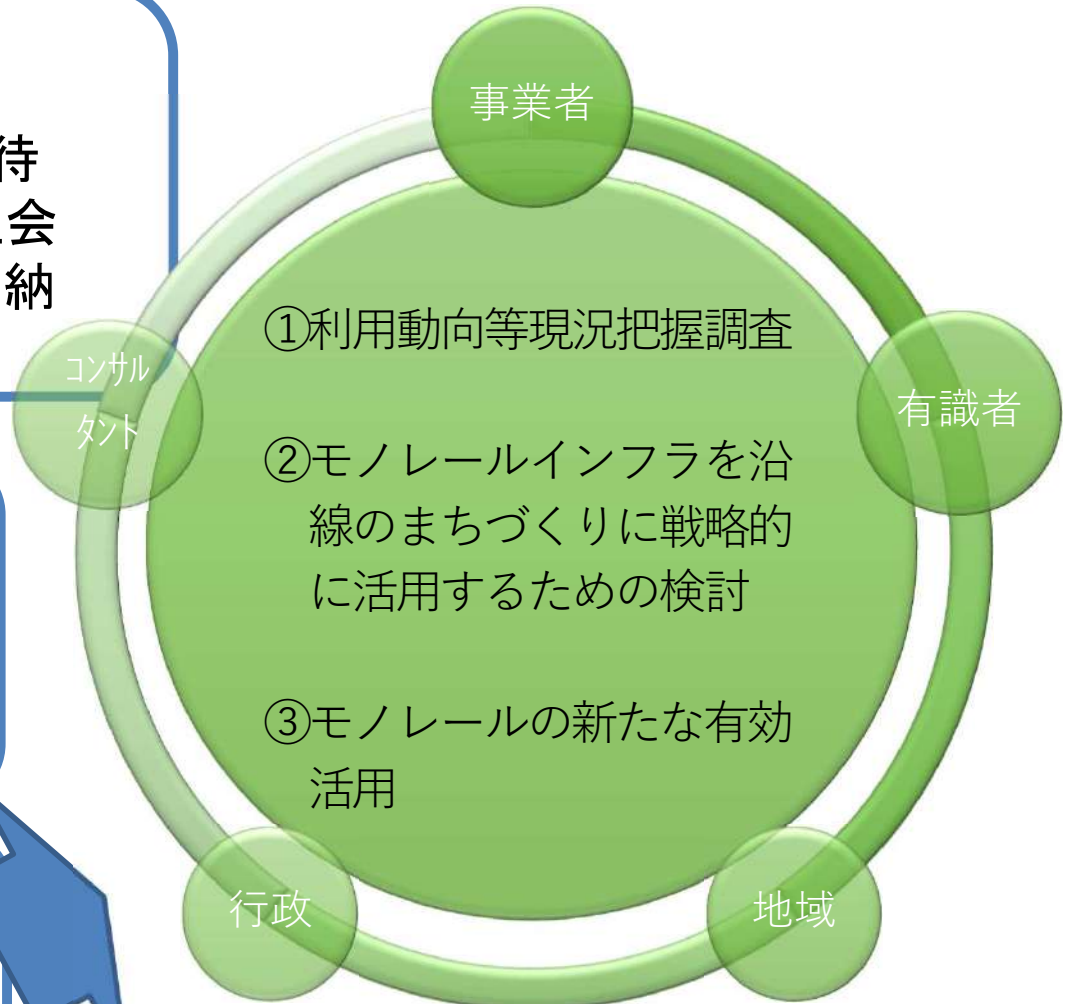 事業者
待
会
納
コンサル
タント
有識者
①利用動向等現況把握調査
②モノレールインフラを沿
線のまちづくりに戦略的
に活用するための検討
③モノレールの新たな有効
活用
行政
地域